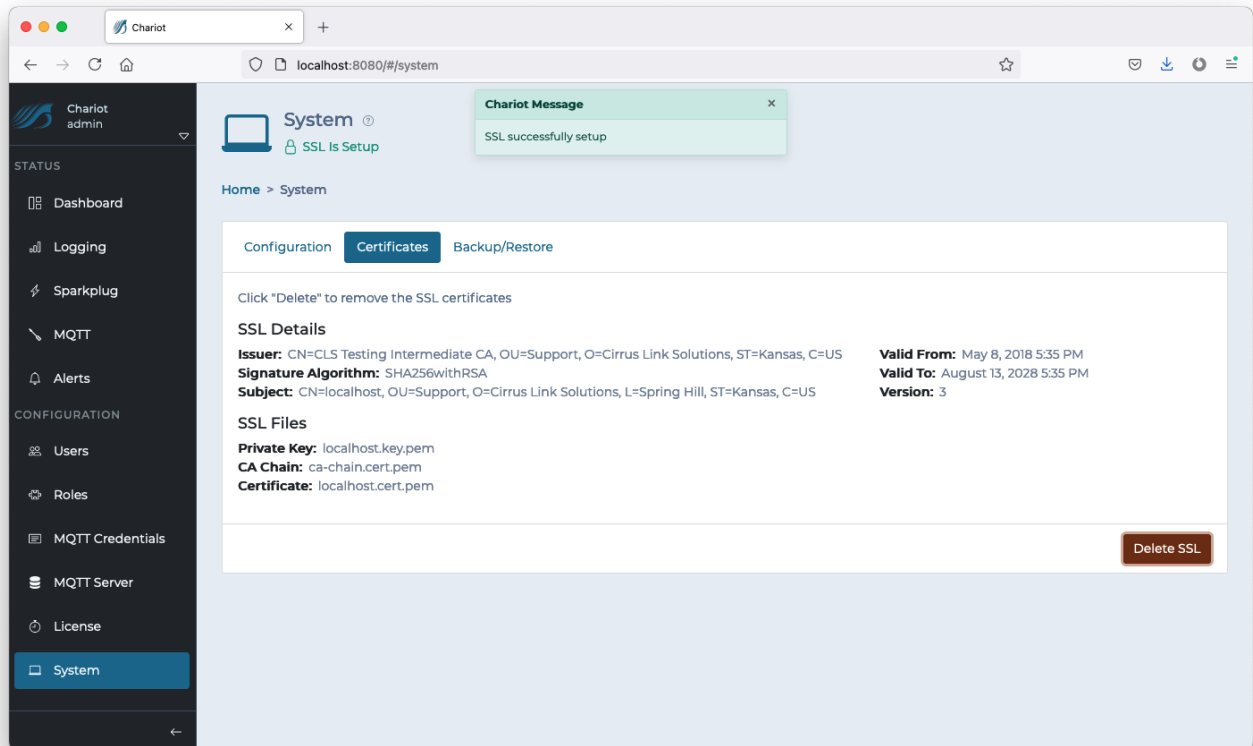 Chariot
localhost:8080/#/system
Chariot
admin
STATUS
Dashboard
Logging
Sparkplug
MQTT
Alerts
CONFIGURATION
Users
Roles
MQTT Credentials
MQTT Server
License
System
System
SSL Is Setup
Chariot Message
SSL successfully setup
Home > System
Configuration Certificates Backup/Restore
Click "Delete" to remove the SSL certificates
SSL Details
Issuer: CN=CLS Testing Intermediate CA, OU=Support, O=Cirrus Link Solutions, ST=Kansas, C=US
Signature Algorithm: SHA256withRSA
Subject: CN=localhost, OU=Support, O=Cirrus Link Solutions, L=Spring Hill, ST=Kansas, C=US
Valid From: May 8, 2018 5:35 PM
Valid To: August 13, 2028 5:35 PM
Version: 3
SSL Files
Private Key: localhost.key.pem
CA Chain: ca-chain.cert.pem
Certificate: localhost.cert.pem
Delete SSL